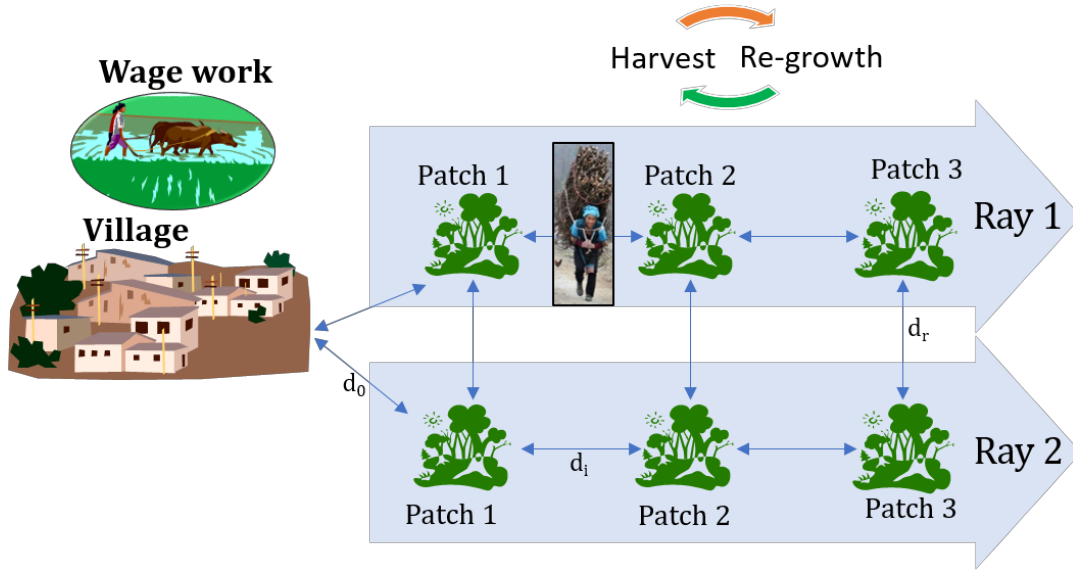 Wage work
Village
Harvest Re-growth
Patch 1
Patch 2
Patch 3
Ray 1
d₀
dᵣ
dᵢ
Ray 2
Patch 1
Patch 2
Patch 3